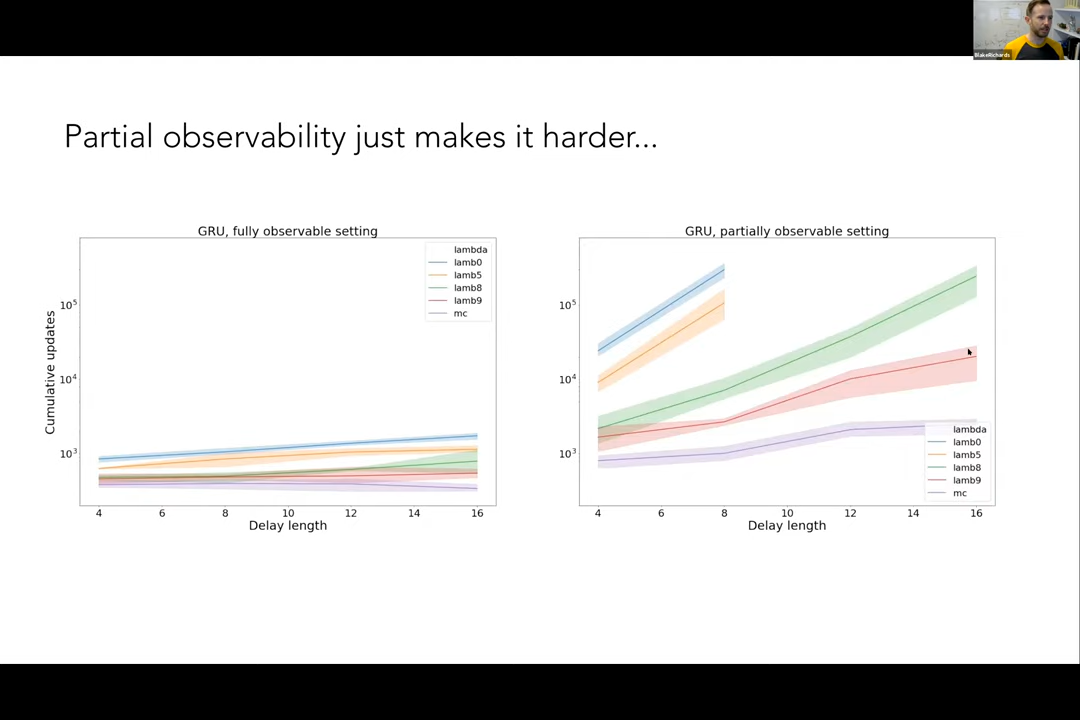 BlakeRichards
Partial observability just makes it harder...
GRU, fully observable setting
lambda
lamb0
lamb5
lamb8
lamb9
mc
10^5
10^4
10^3
Cumulative updates
4 6 8 10 12 14 16
Delay length
GRU, partially observable setting
10^5
10^4
10^3
lambda
lamb0
lamb5
lamb8
lamb9
mc
4 6 8 10 12 14 16
Delay length